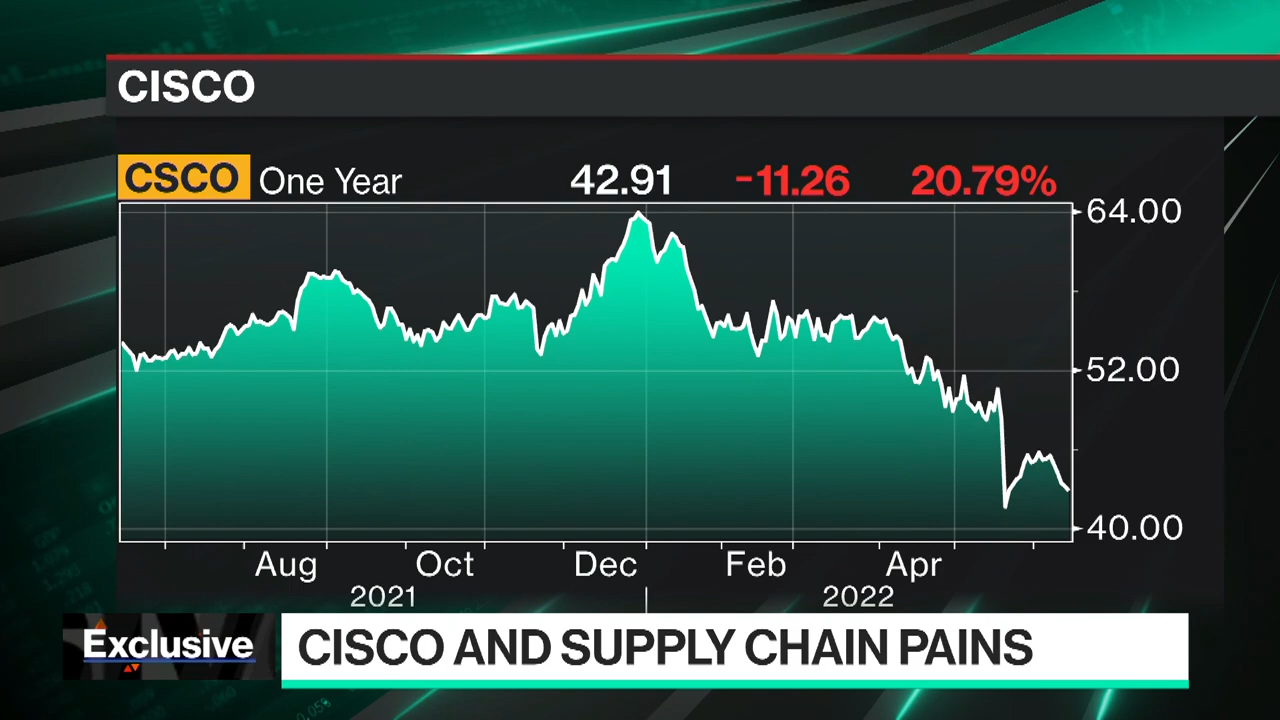 CISCO
CSCO One Year 42.91 -11.26 20.79%
64.00
52.00
40.00
Aug Oct Dec Feb Apr
2021 2022
Exclusive
CISCO AND SUPPLY CHAIN PAINS